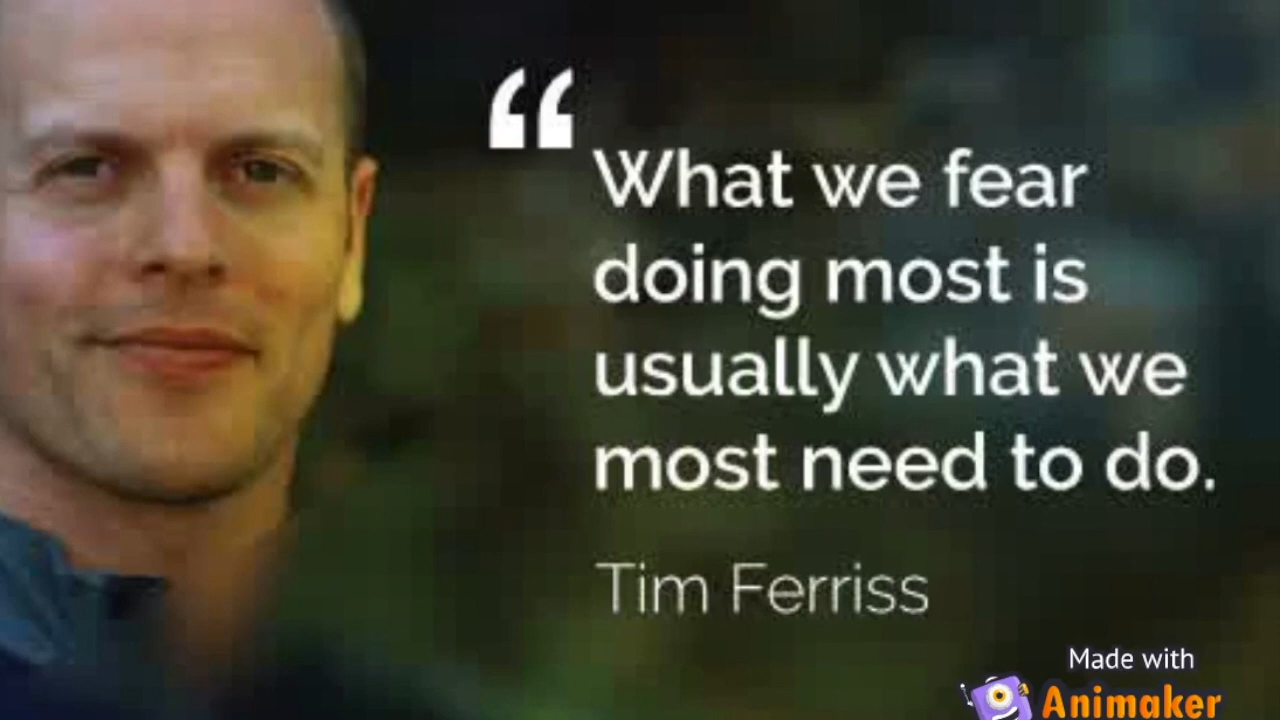 “
What we fear
doing most is
usually what we
most need to do.
Tim Ferriss
Made with
Animaker